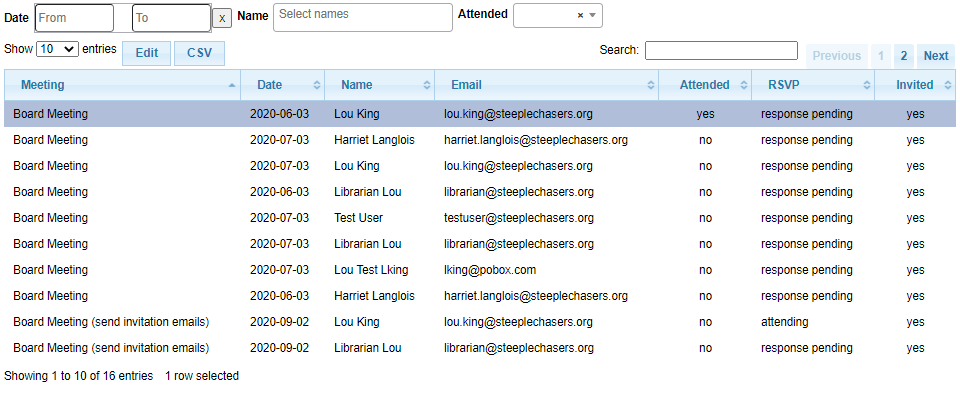 Date From To X Name Select names Attended × 
Show 10 entries Edit CSV Search: Previous 1 2 Next
Meeting Date Name Email Attended RSVP Invited
Board Meeting 2020-06-03 Lou King lou.king@steeplechasers.org yes response pending yes
Board Meeting 2020-07-03 Harriet Langlois harriet.langlois@steeplechasers.org no response pending yes
Board Meeting 2020-07-03 Lou King lou.king@steeplechasers.org no response pending yes
Board Meeting 2020-06-03 Librarian Lou librarian@steeplechasers.org no response pending yes
Board Meeting 2020-07-03 Test User testuser@steeplechasers.org no response pending yes
Board Meeting 2020-07-03 Librarian Lou librarian@steeplechasers.org no response pending yes
Board Meeting 2020-07-03 Lou Test Lking lking@pobox.com no response pending yes
Board Meeting 2020-06-03 Harriet Langlois harriet.langlois@steeplechasers.org no response pending yes
Board Meeting (send invitation emails) 2020-09-02 Lou King lou.king@steeplechasers.org no attending yes
Board Meeting (send invitation emails) 2020-09-02 Librarian Lou librarian@steeplechasers.org no response pending yes
Showing 1 to 10 of 16 entries 1 row selected